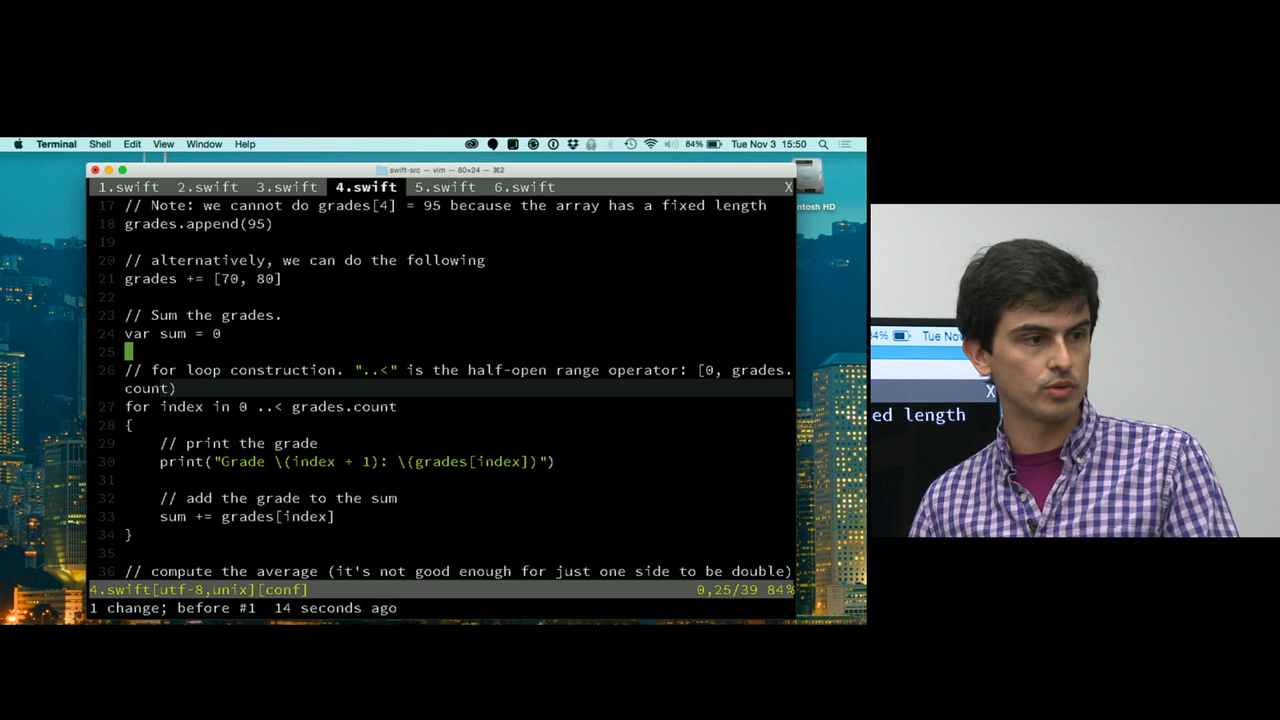 Terminal Shell Edit View Window Help 84% Tue Nov 3 15:50
swift-src — vim — 80×24 — ⌘2
1.swift 2.swift 3.swift 4.swift 5.swift 6.swift X
ntosh HD
17 // Note: we cannot do grades[4] = 95 because the array has a fixed length
18 grades.append(95)
19
20 // alternatively, we can do the following
21 grades += [70, 80]
22
23 // Sum the grades.
24 var sum = 0
25
26 // for loop construction. "..<" is the half-open range operator: [0, grades.
count)
27 for index in 0 ..< grades.count
28 {
29 // print the grade
30 print("Grade \(index + 1): \(grades[index])")
31
32 // add the grade to the sum
33 sum += grades[index]
34 }
35
36 // compute the average (it's not good enough for just one side to be double)
4.swift[utf-8,unix][conf] 0,25/39 84%
1 change; before #1 14 seconds ago
84% Tue Nov
X
ed length